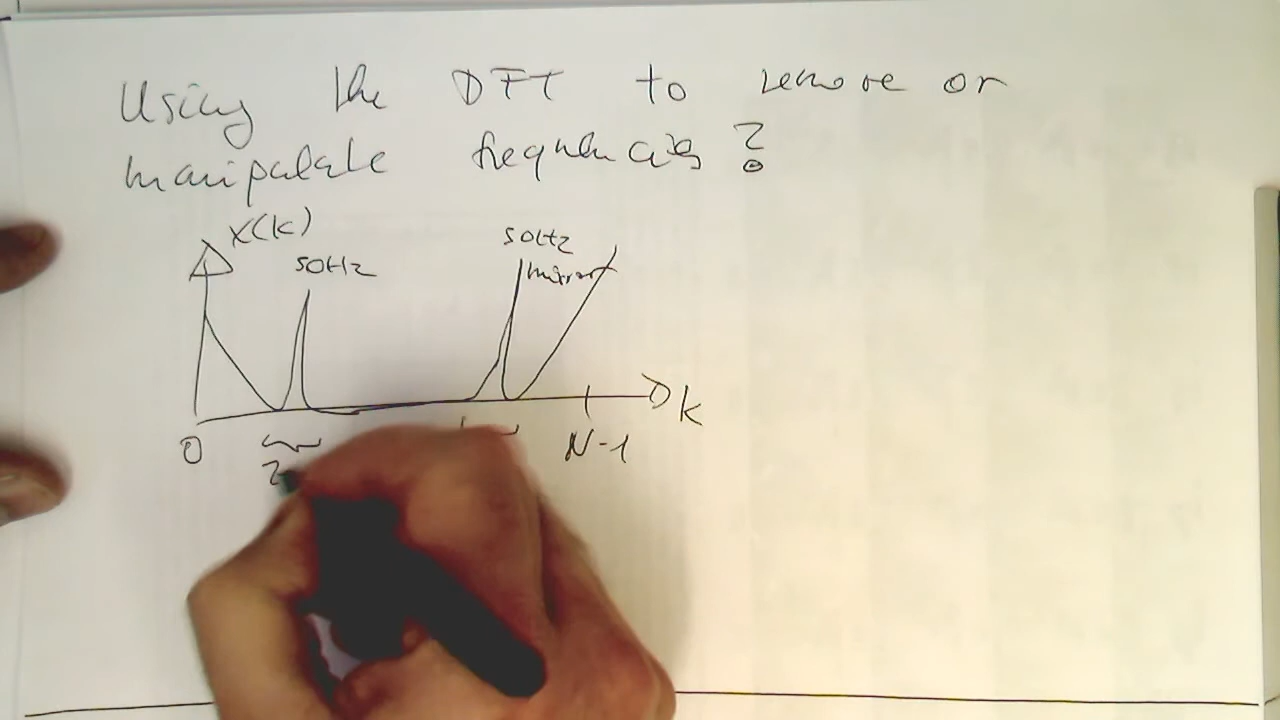 Using the DFT to remove or
manipulate frequencies ?
X(k)
50Hz
50Hz
mirror
k
0
N-1